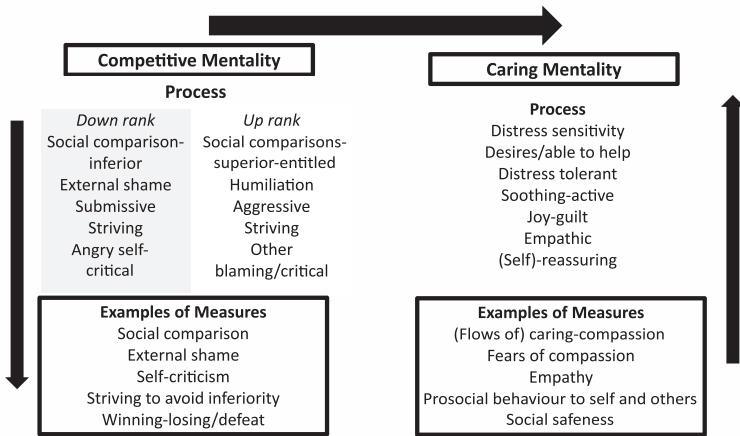 Competitive Mentality
Process
Down rank
Social comparison-
inferior
External shame
Submissive
Striving
Angry self-
critical
Up rank
Social comparisons-
superior-entitled
Humiliation
Aggressive
Striving
Other
blaming/critical
Examples of Measures
Social comparison
External shame
Self-criticism
Striving to avoid inferiority
Winning-losing/defeat
Caring Mentality
Process
Distress sensitivity
Desires/able to help
Distress tolerant
Soothing-active
Joy-guilt
Empathic
(Self)-reassuring
Examples of Measures
(Flows of) caring-compassion
Fears of compassion
Empathy
Prosocial behaviour to self and others
Social safeness